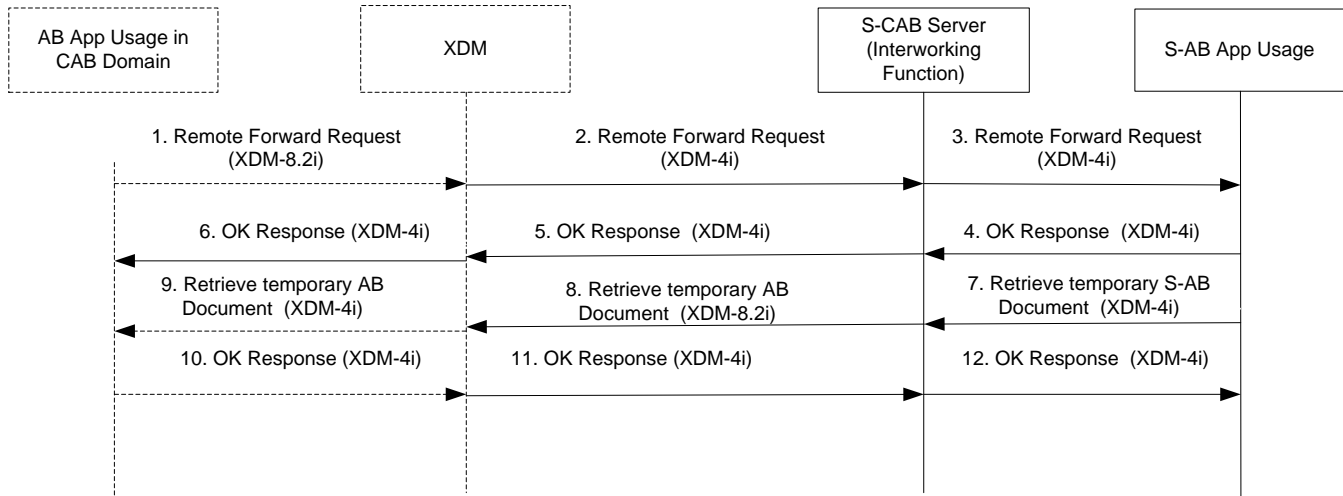 AB App Usage in
CAB Domain
XDM
S-CAB Server
(Interworking
Function)
S-AB App Usage
1. Remote Forward Request
(XDM-8.2i)
2. Remote Forward Request
(XDM-4i)
3. Remote Forward Request
(XDM-4i)
6. OK Response (XDM-4i)
5. OK Response (XDM-4i)
4. OK Response (XDM-4i)
9. Retrieve temporary AB
Document (XDM-4i)
8. Retrieve temporary AB
Document (XDM-8.2i)
7. Retrieve temporary S-AB
Document (XDM-4i)
10. OK Response (XDM-4i)
11. OK Response (XDM-4i)
12. OK Response (XDM-4i)